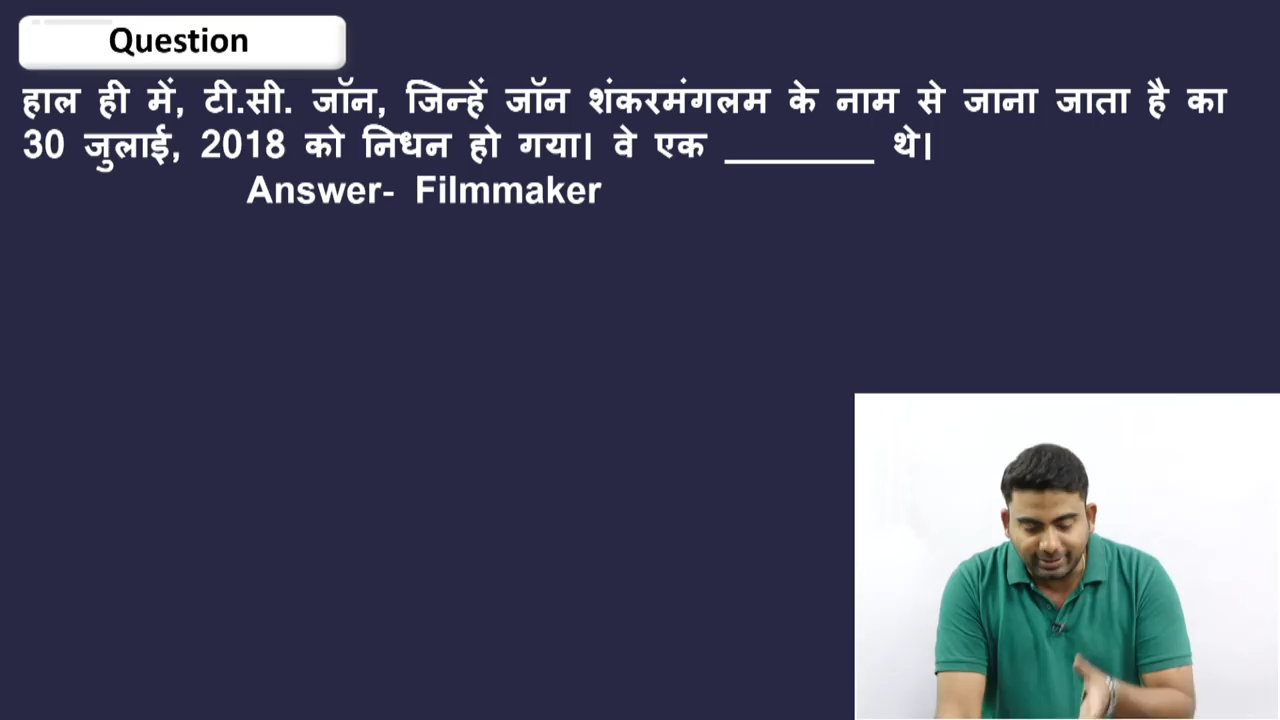 Question
हाल ही में, टी.सी. जॉन, जिन्हें जॉन शंकरमंगलम के नाम से जाना जाता है का
30 जुलाई, 2018 को निधन हो गया। वे एक ________ थे।
Answer- Filmmaker